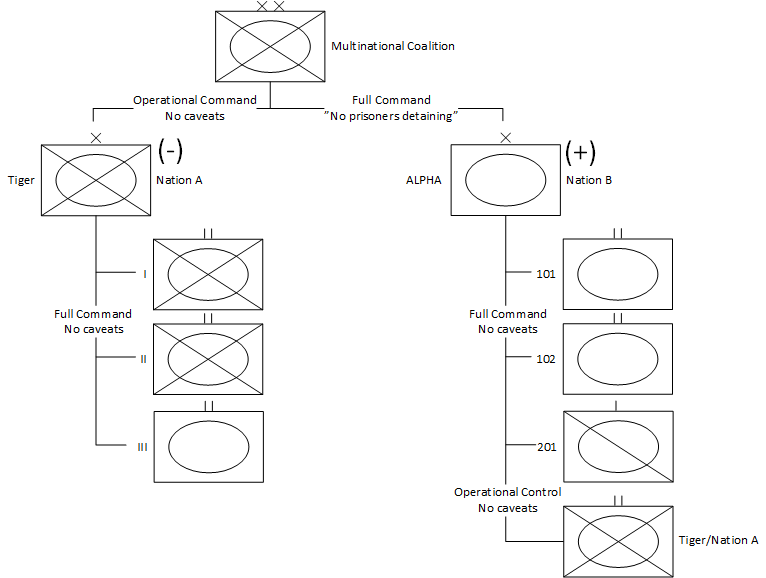 Multinational Coalition
Operational Command
No caveats
Full Command
"No prisoners detaining"
(-)
Tiger
Nation A
(+)
ALPHA
Nation B
I
Full Command
No caveats
II
III
101
Full Command
No caveats
102
201
Operational Control
No caveats
Tiger/Nation A